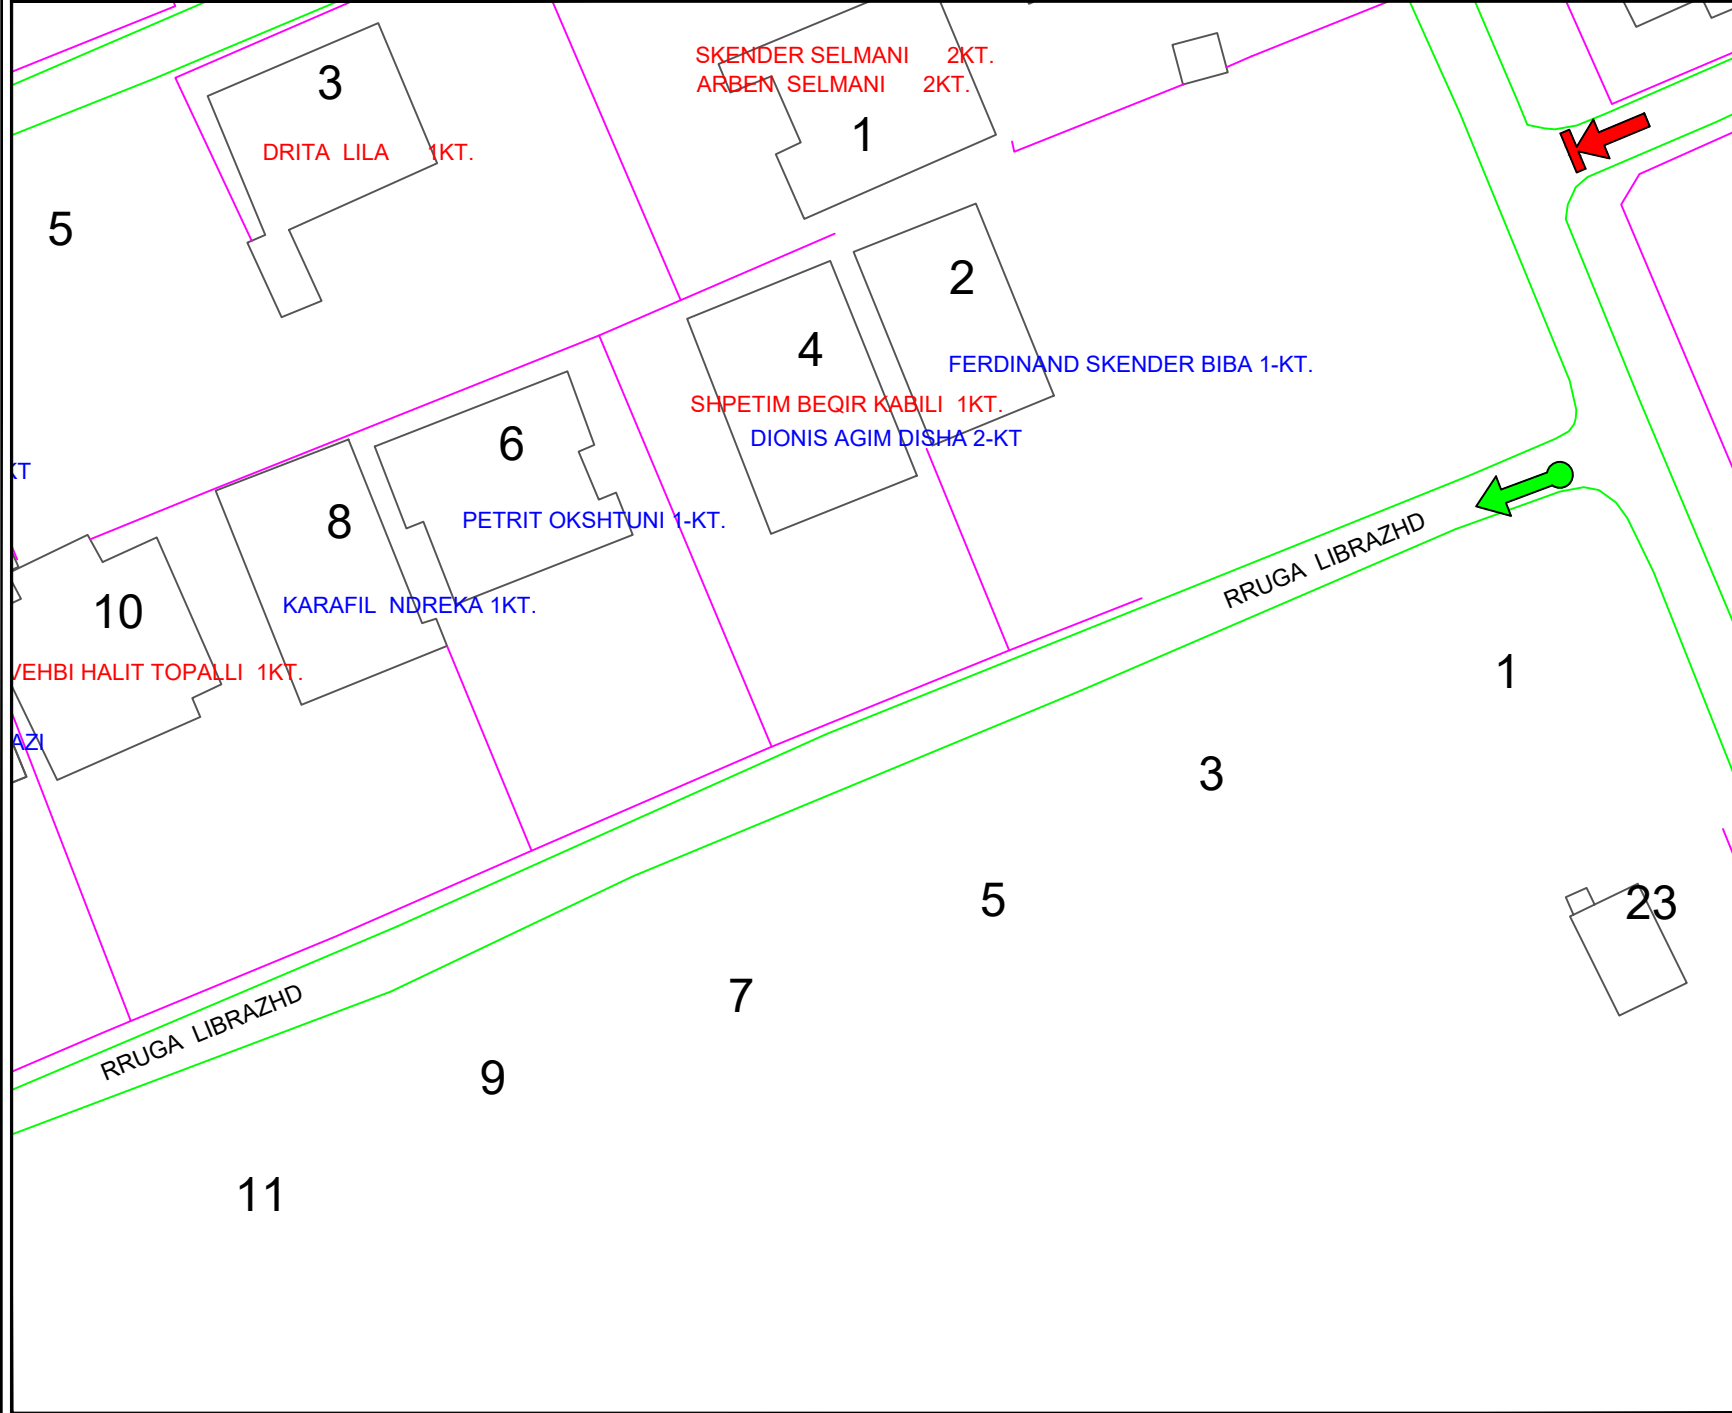 SKENDER SELMANI 2KT.
ARBEN SELMANI 2KT.
3
1
DRITA LILA 1KT.
5
2
4
FERDINAND SKENDER BIBA 1-KT.
SHPETIM BEQIR KABILI 1KT.
DIONIS AGIM DISHA 2-KT
6
KT
8
PETRIT OKSHTUNI 1-KT.
RRUGA LIBRAZHD
10
KARAFIL NDREKA 1KT.
VEHBI HALIT TOPALLI 1KT.
1
AZI
3
5
23
7
RRUGA LIBRAZHD
9
11